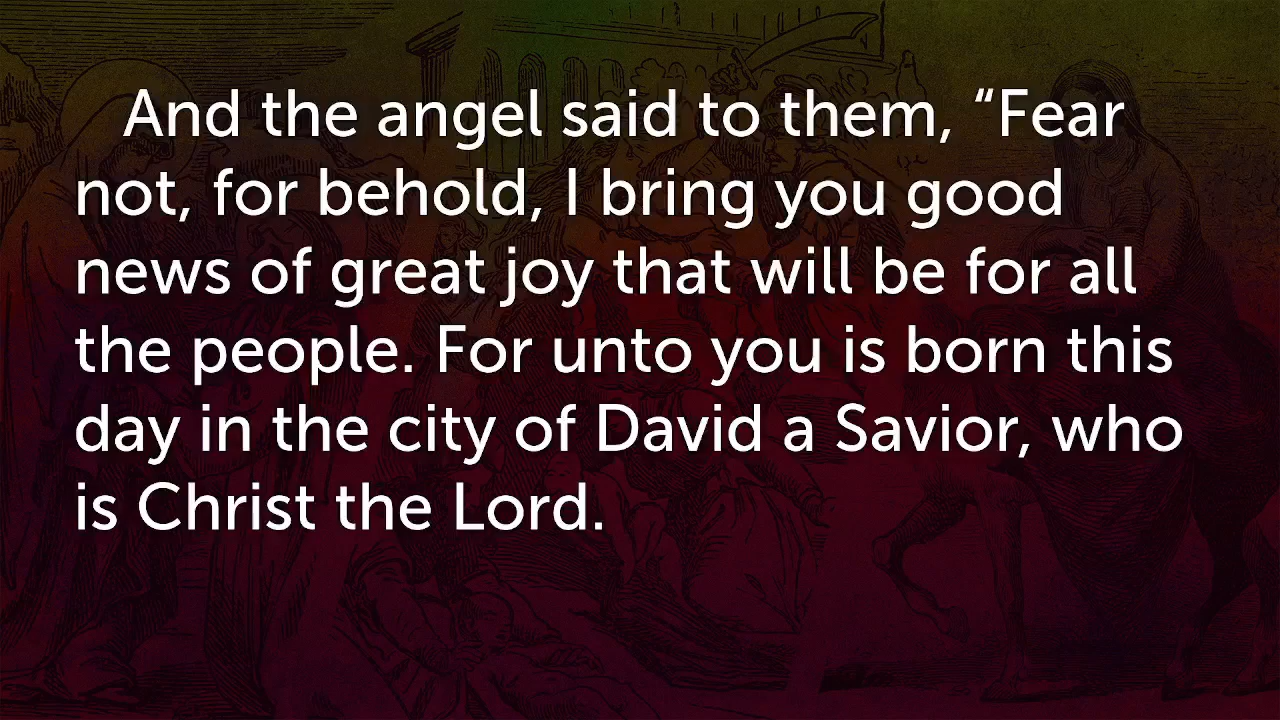 And the angel said to them, “Fear
not, for behold, I bring you good
news of great joy that will be for all
the people. For unto you is born this
day in the city of David a Savior, who
is Christ the Lord.